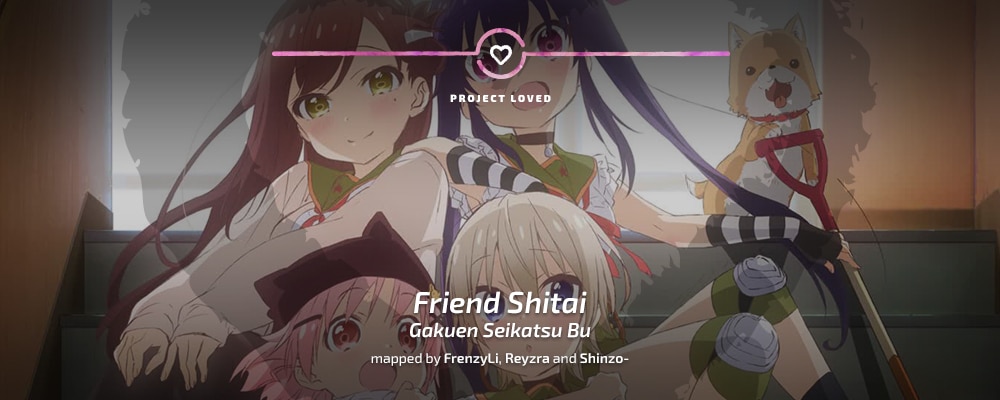 PROJECT LOVED
Friend Shitai
Gakuen Seikatsu Bu
mapped by FrenzyLi, Reyzra and Shinzo-